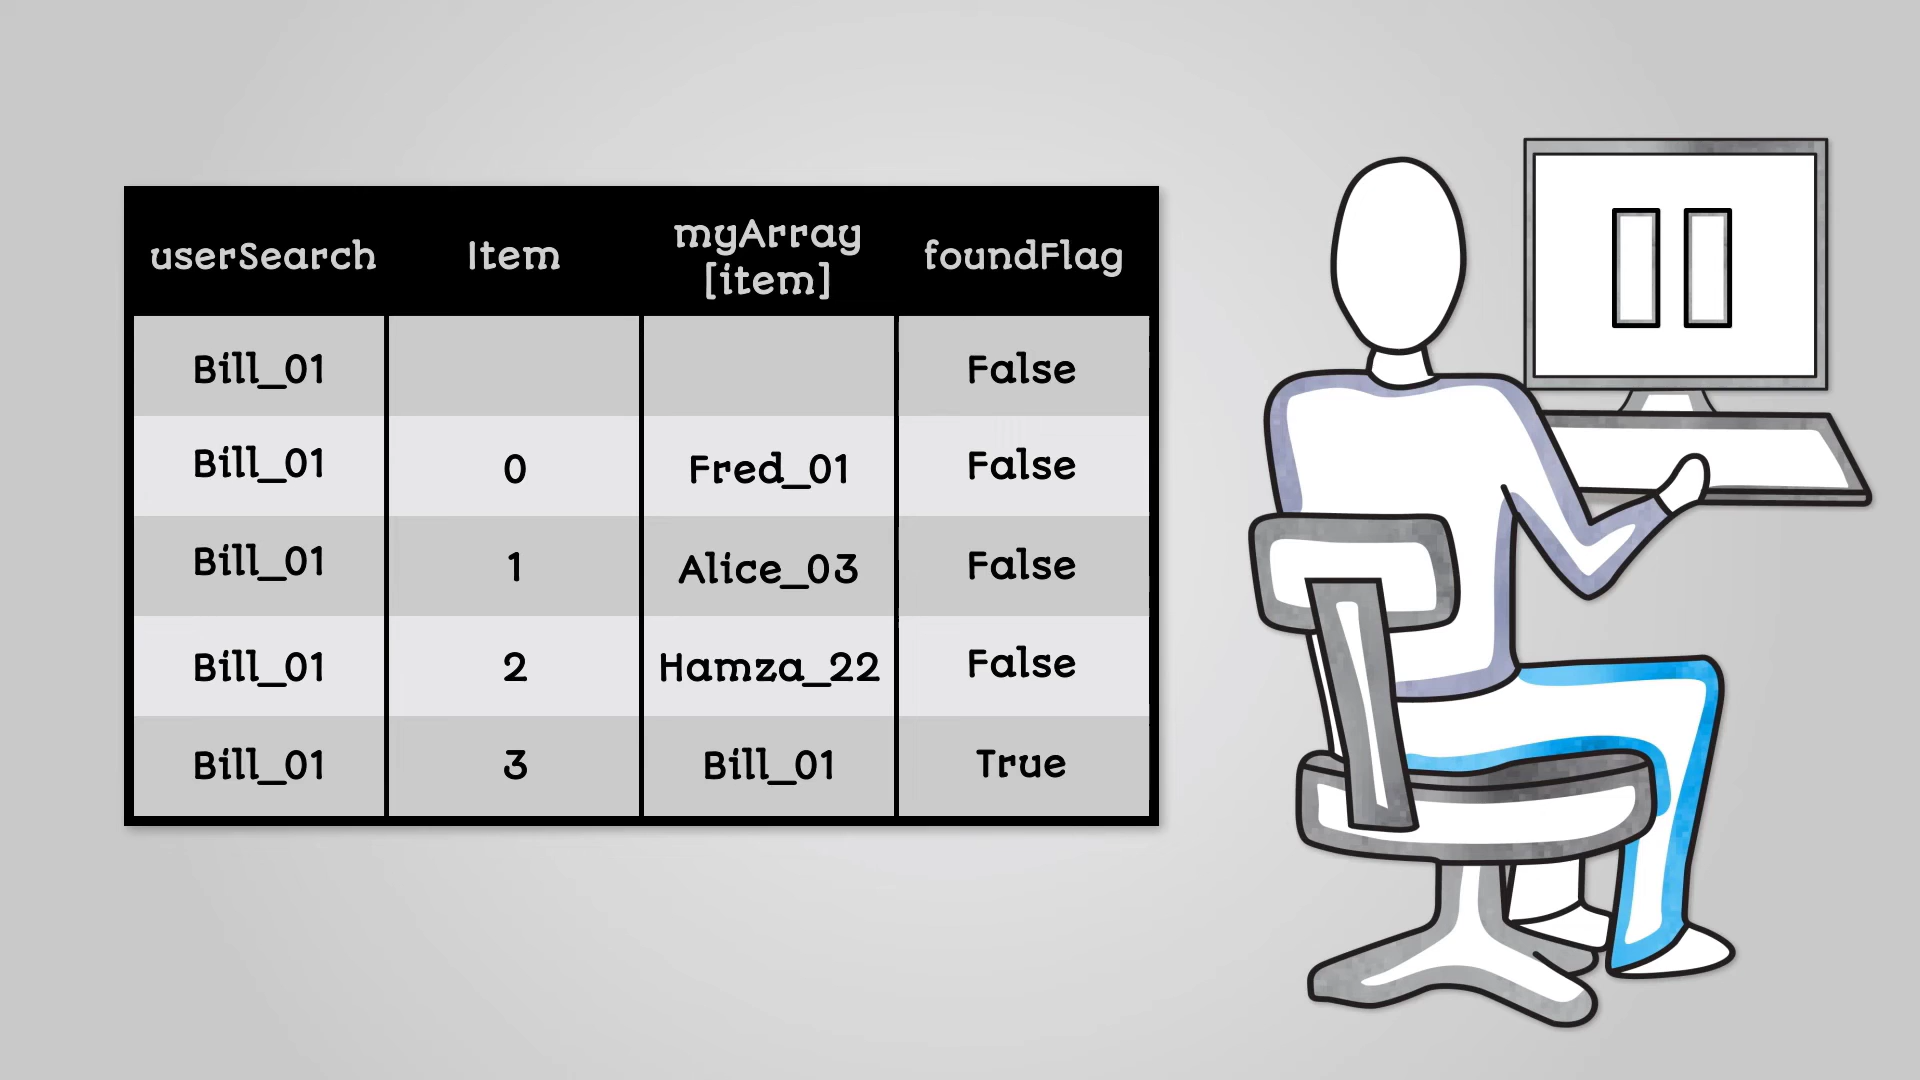 userSearch Item myArray [item] foundFlag
Bill_01 False
Bill_01 0 Fred_01 False
Bill_01 1 Alice_03 False
Bill_01 2 Hamza_22 False
Bill_01 3 Bill_01 True